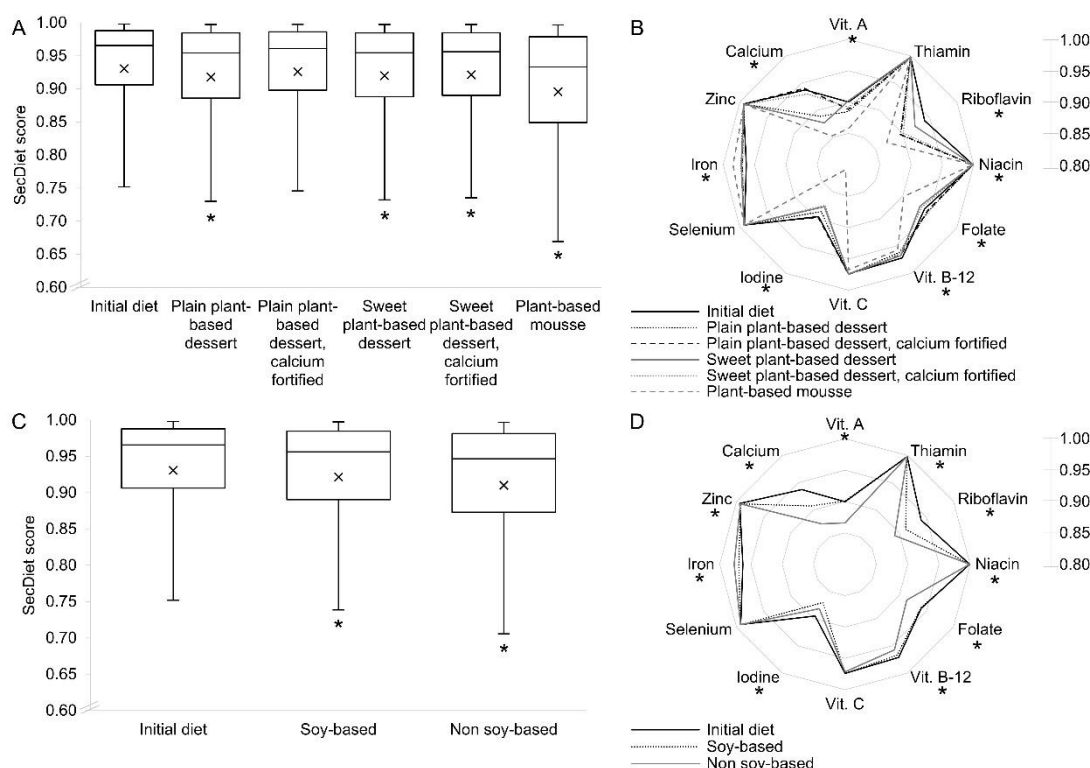 A
SecDiet score
1.00
0.95
0.90
0.85
0.80
0.75
0.70
0.65
0.60
*
*
*
*
Initial diet
Plain plant-
based
dessert
Plain plant-
based
dessert,
calcium
fortified
Sweet
plant-based
dessert
Sweet
plant-based
dessert,
calcium
fortified
Plant-based
mousse
B
Vit. A
*
Thiamin
Riboflavin
*
Niacin
*
Folate
*
Vit. B-12
*
Vit. C
Iodine
*
Selenium
Iron
*
Zinc
Calcium
*
1.00
0.95
0.90
0.85
0.80
Initial diet
Plain plant-based dessert
Plain plant-based dessert, calcium fortified
Sweet plant-based dessert
Sweet plant-based dessert, calcium fortified
Plant-based mousse
C
SecDiet score
1.00
0.95
0.90
0.85
0.80
0.75
0.70
0.65
0.60
*
*
Initial diet
Soy-based
Non soy-based
D
Vit. A
*
Thiamin
*
Riboflavin
*
Niacin
*
Folate
*
Vit. B-12
*
Vit. C
Iodine
*
Selenium
Iron
*
Zinc
*
Calcium
*
1.00
0.95
0.90
0.85
0.80
Initial diet
Soy-based
Non soy-based